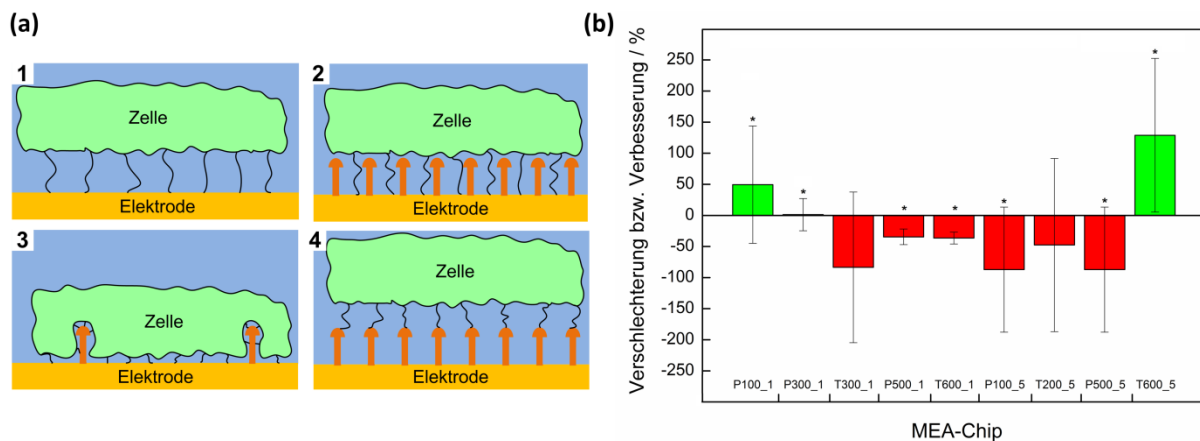 (a)
1
Zelle
Elektrode
2
Zelle
Elektrode
3
Zelle
Elektrode
4
Zelle
Elektrode
(b)
Verschlechterung bzw. Verbesserung / %
250
200
150
100
50
0
-50
-100
-150
-200
-250
*
*
*
*
*
*
*
P100_1 P300_1 T300_1 P500_1 T600_1 P100_5 T200_5 P500_5 T600_5
MEA-Chip